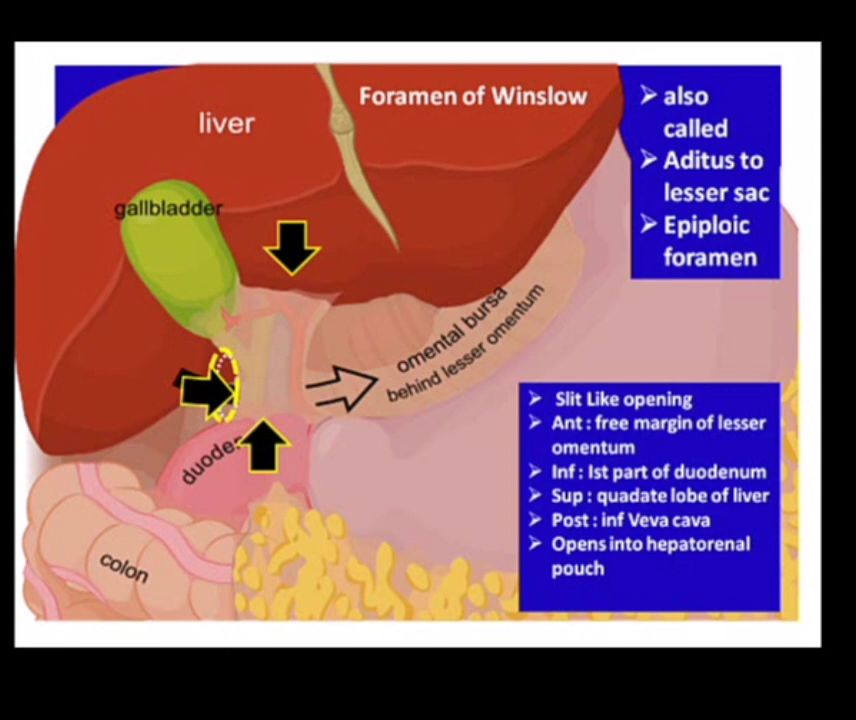 Foramen of Winslow
liver
gallbladder
➢ also
called
➢ Aditus to
lesser sac
➢ Epiploic
foramen
omental bursa
behind lesser omentum
duode
colon
➢ Slit Like opening
➢ Ant : free margin of lesser
omentum
➢ Inf : Ist part of duodenum
➢ Sup : quadate lobe of liver
➢ Post : inf Veva cava
➢ Opens into hepatorenal
pouch